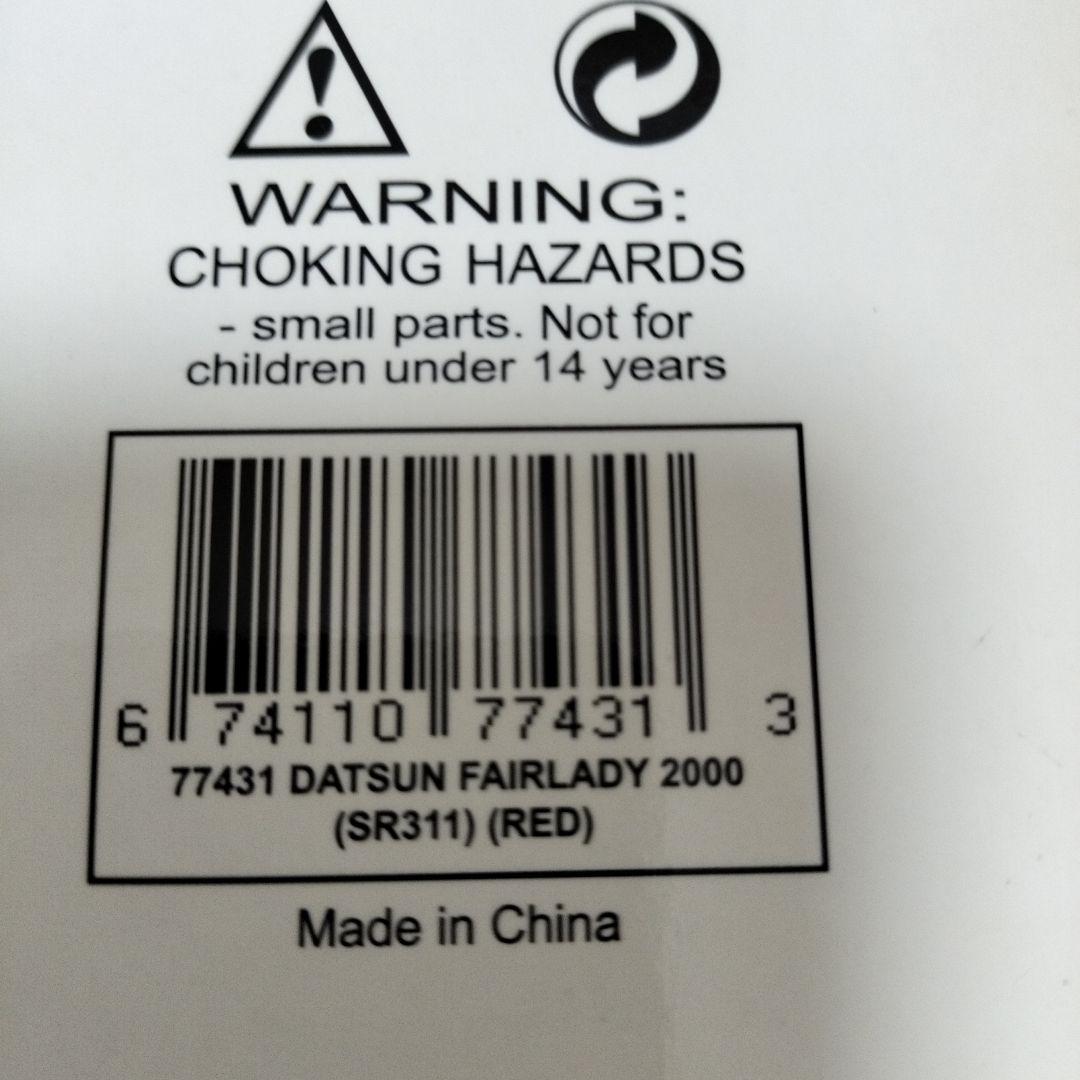 WARNING:
CHOKING HAZARDS
- small parts. Not for
children under 14 years
6 74110 77431 3
77431 DATSUN FAIRLADY 2000
(SR311) (RED)
Made in China